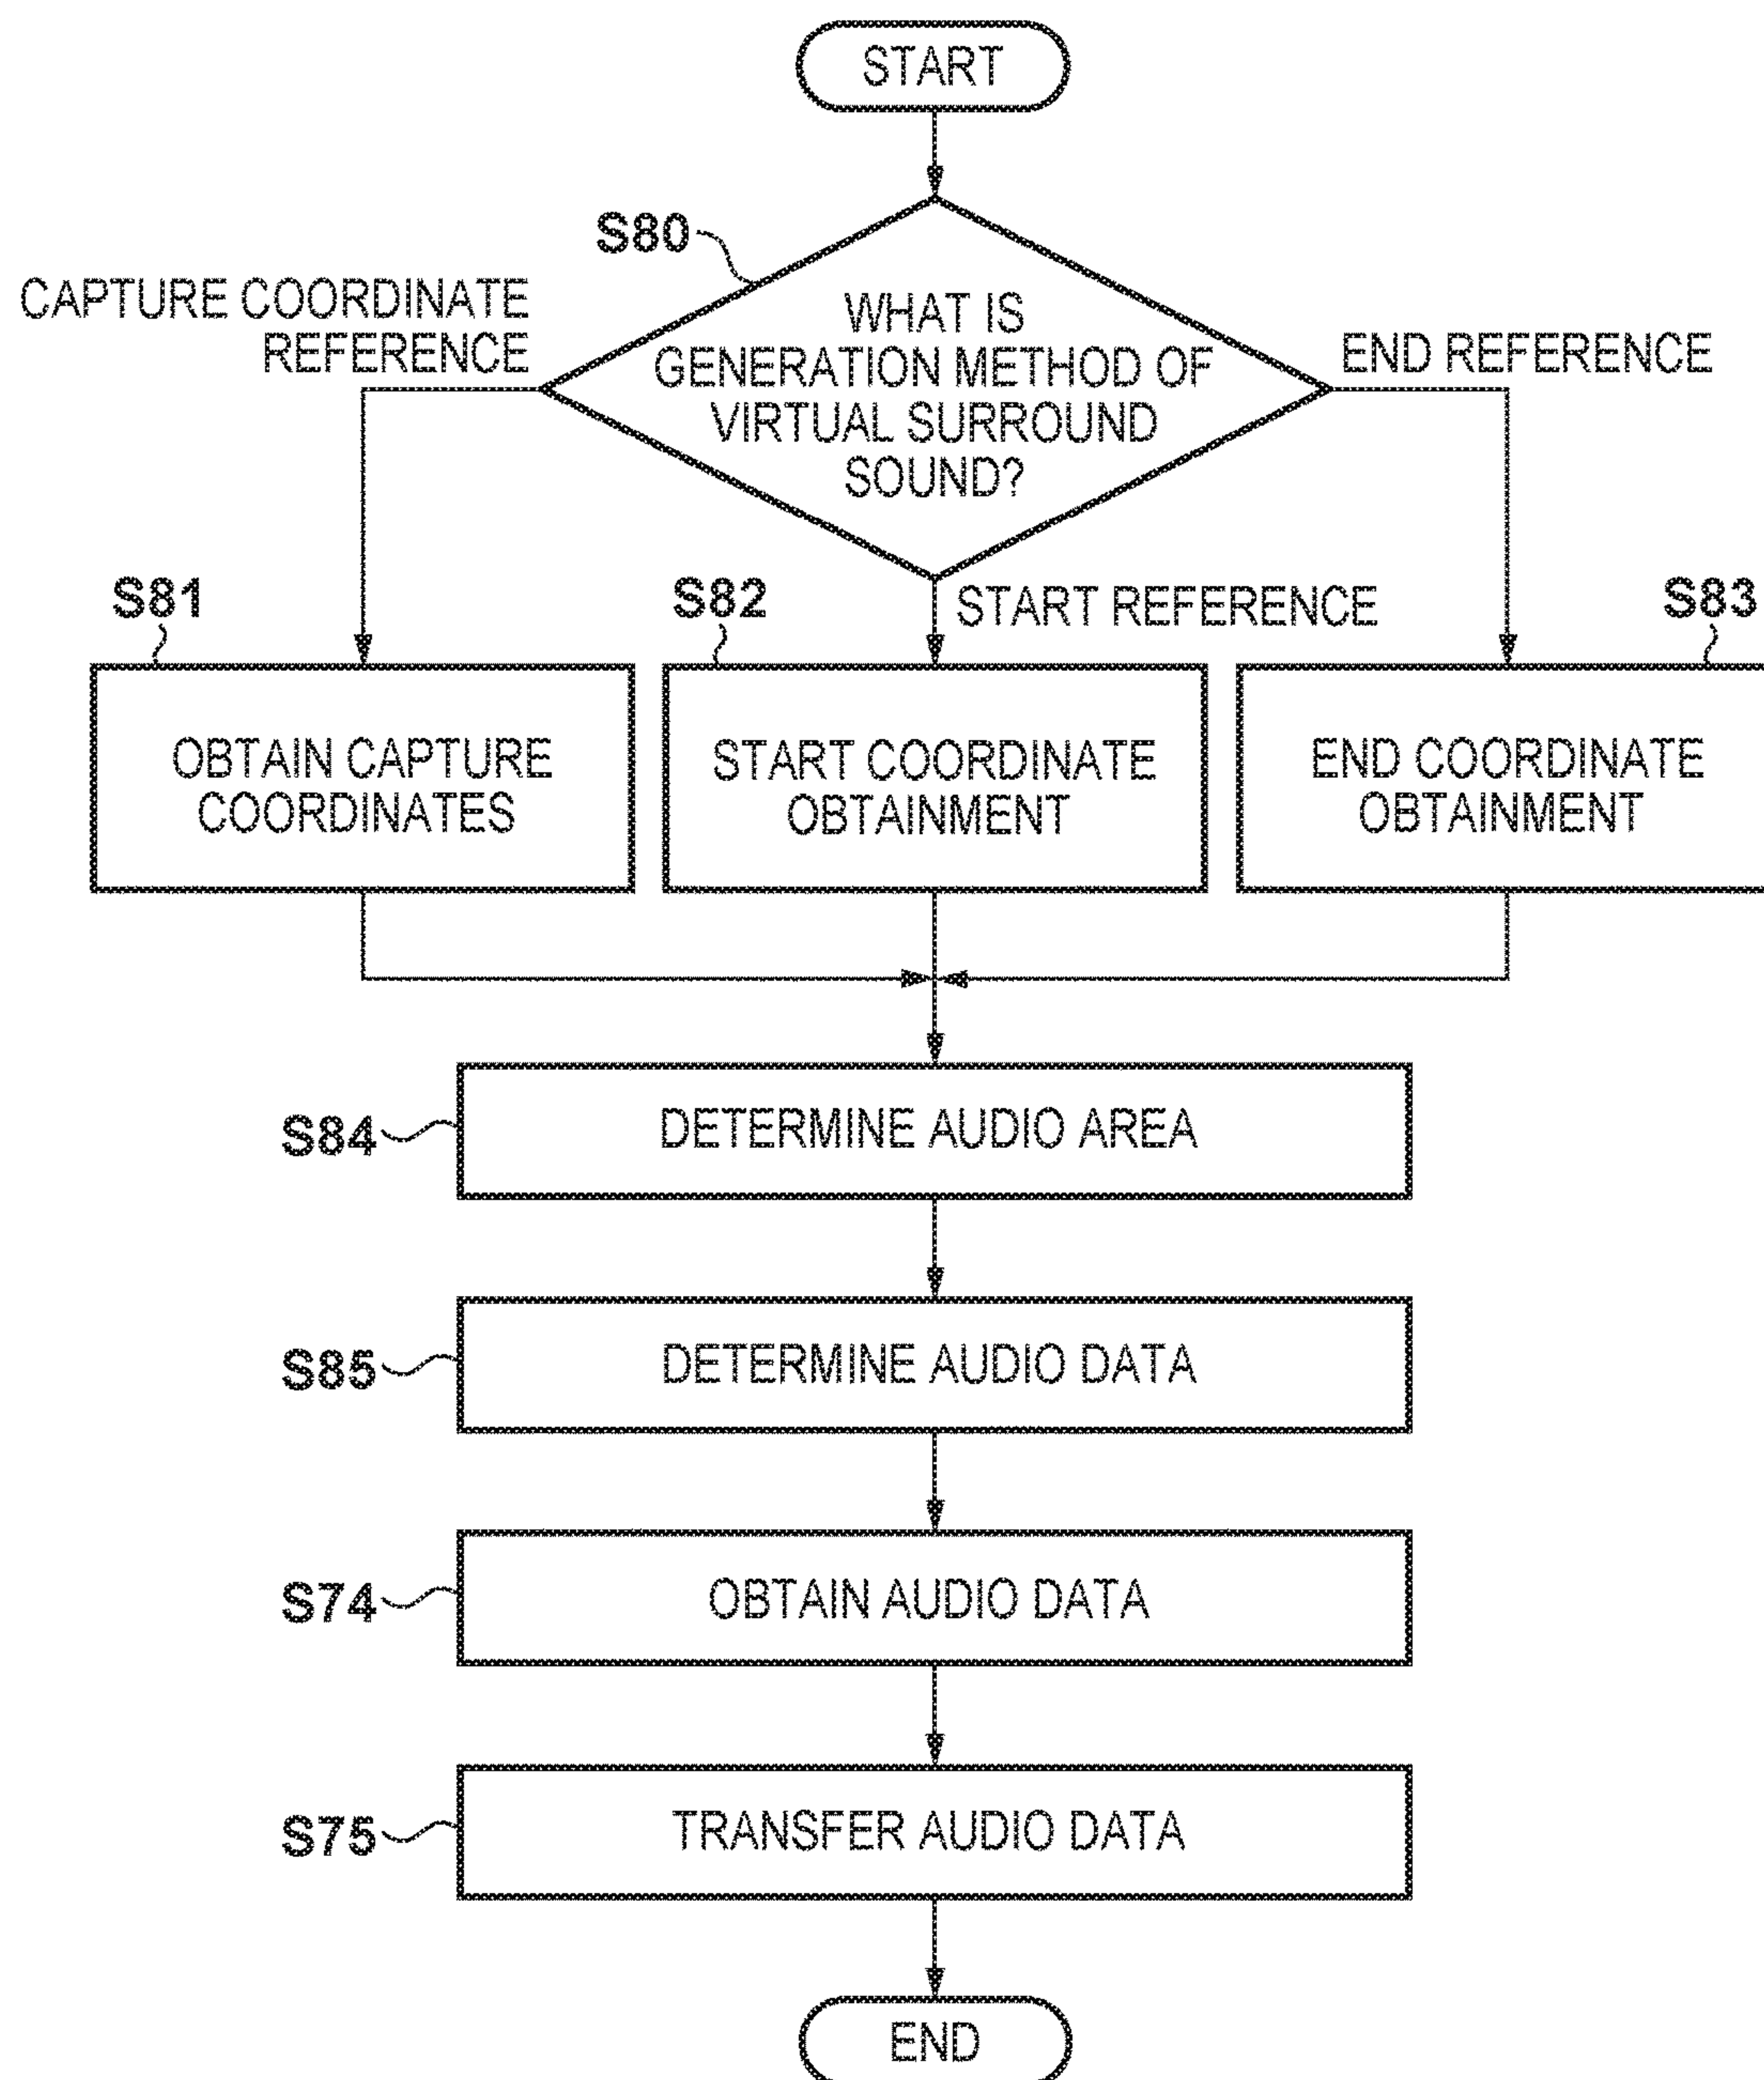 START
S80
CAPTURE COORDINATE
REFERENCE
WHAT IS
GENERATION METHOD OF
VIRTUAL SURROUND
SOUND?
END REFERENCE
START REFERENCE
S81
OBTAIN CAPTURE
COORDINATES
S82
START COORDINATE
OBTAINMENT
S83
END COORDINATE
OBTAINMENT
S84
DETERMINE AUDIO AREA
S85
DETERMINE AUDIO DATA
S74
OBTAIN AUDIO DATA
S75
TRANSFER AUDIO DATA
END